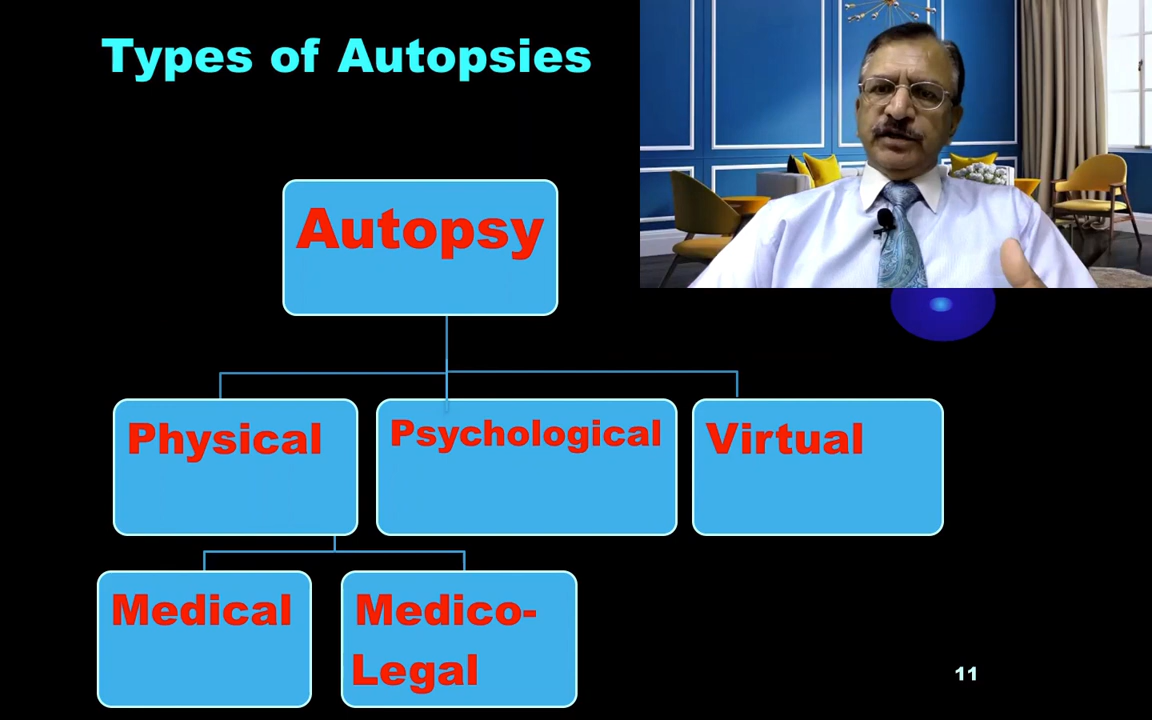 Types of Autopsies
Autopsy
Physical
Psychological
Virtual
Medical
Medico-
Legal
11